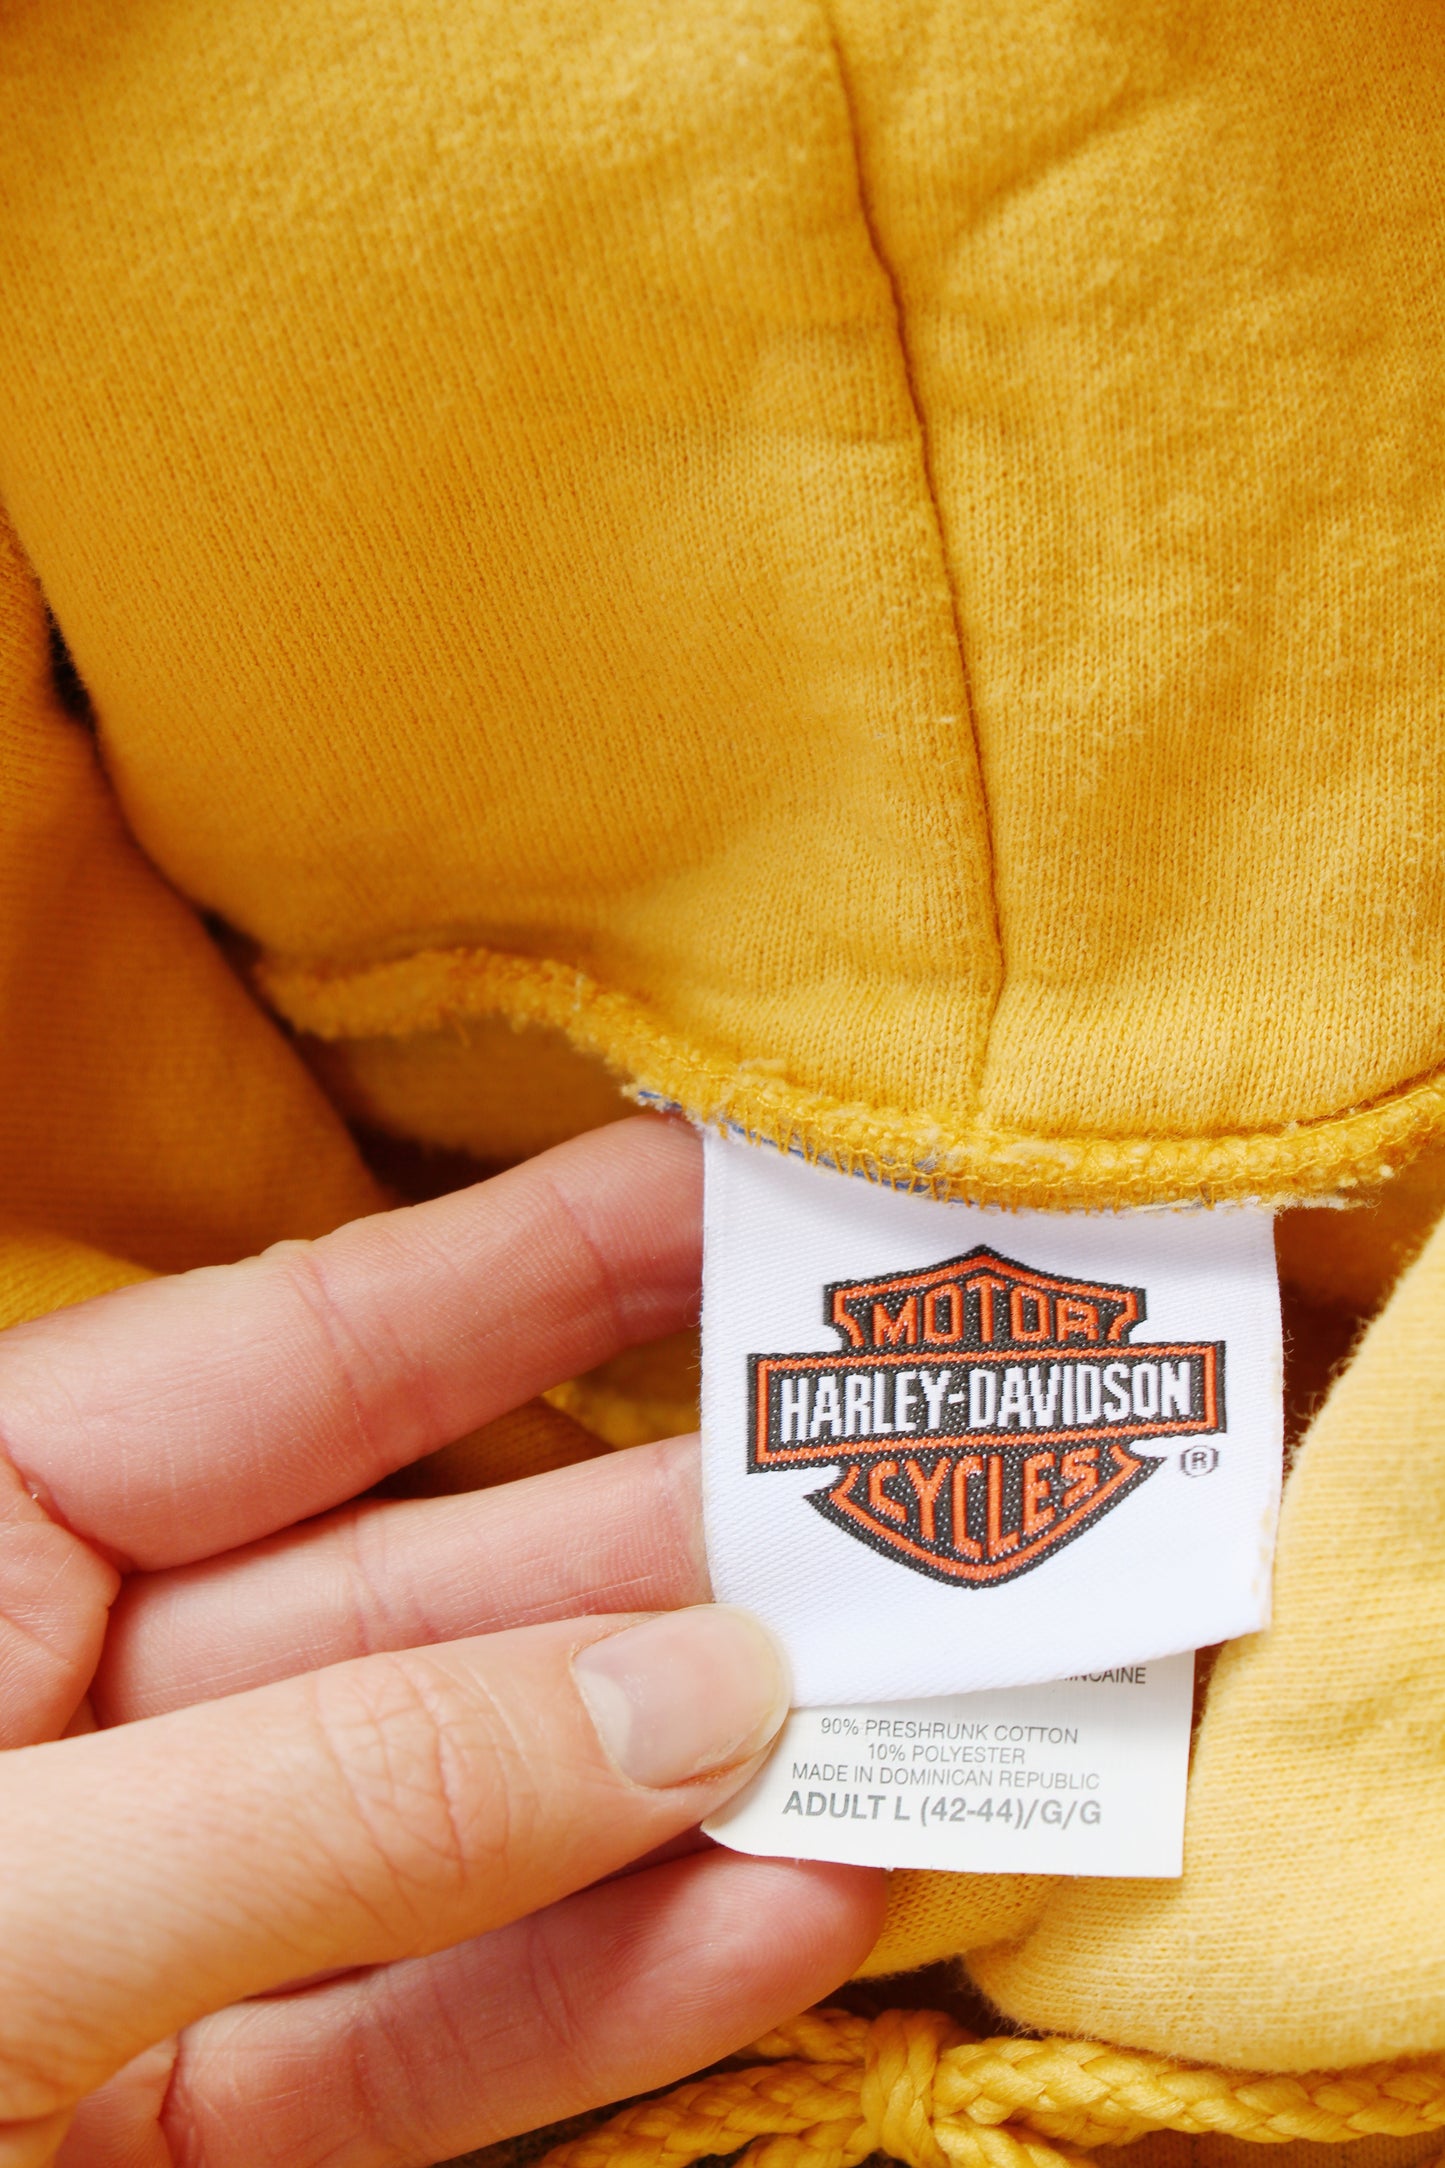 MOTOR
HARLEY-DAVIDSON
CYCLES
®
90% PRESHRUNK COTTON
10% POLYESTER
MADE IN DOMINICAN REPUBLIC
ADULT L (42-44)/G/G